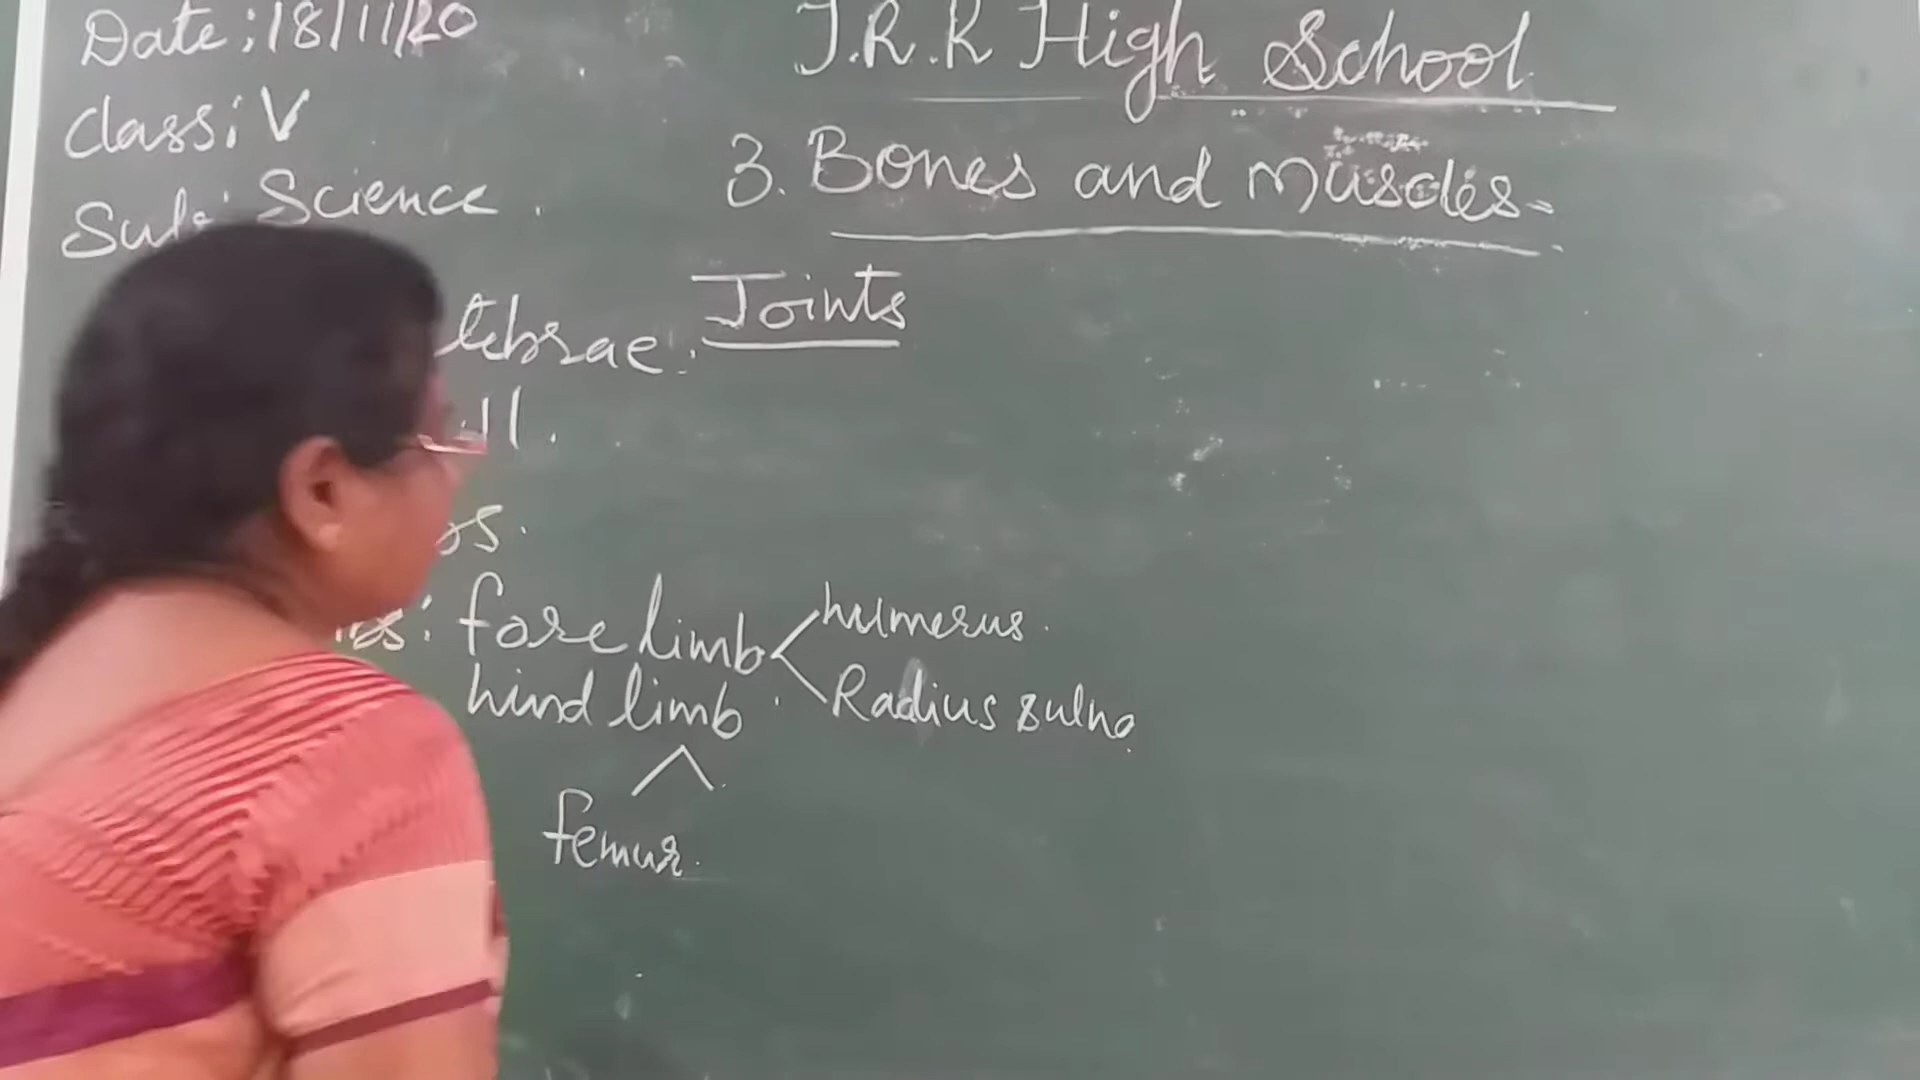 Date: 18/11/20
Class: V
Sub: Science.
J.R.R High School
3. Bones and Muscles
Joints
tebrae.
fore limb
humerus.
Radius & ulna
hind limb
femur.